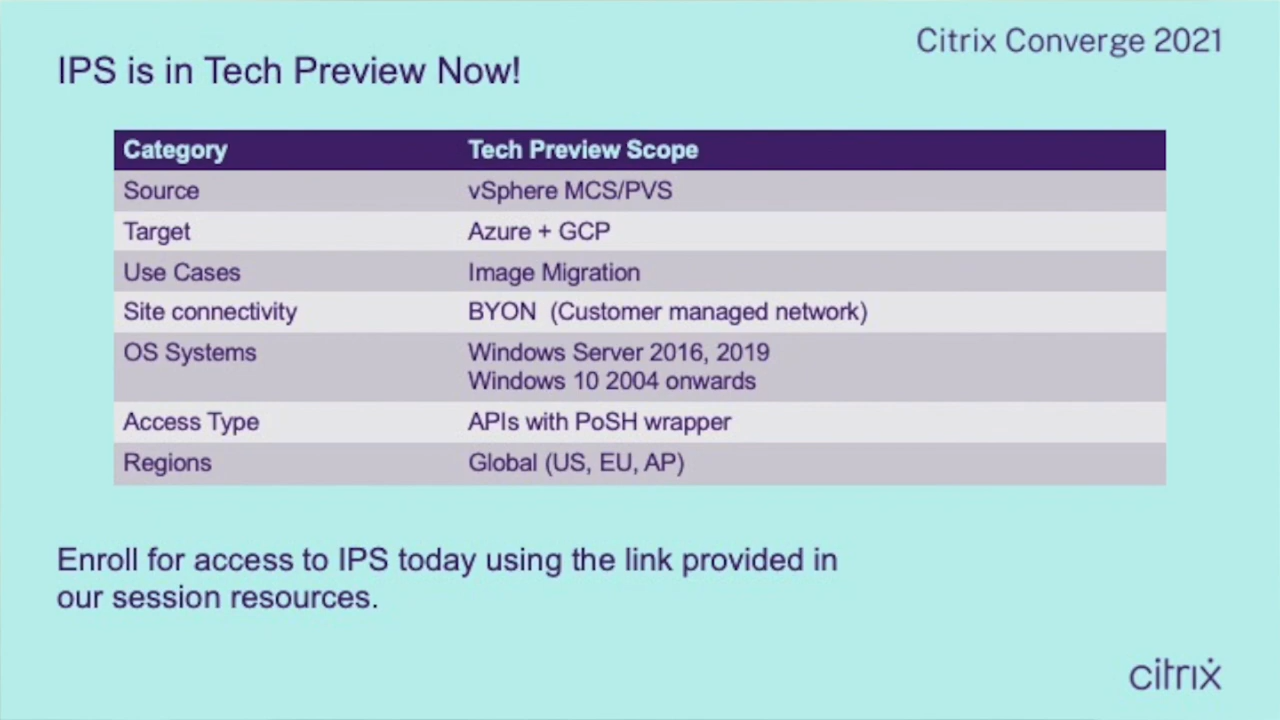 Citrix Converge 2021
IPS is in Tech Preview Now!
Category Tech Preview Scope
Source vSphere MCS/PVS
Target Azure + GCP
Use Cases Image Migration
Site connectivity BYON (Customer managed network)
OS Systems Windows Server 2016, 2019
Windows 10 2004 onwards
Access Type APIs with PoSH wrapper
Regions Global (US, EU, AP)
Enroll for access to IPS today using the link provided in
our session resources.
citrix